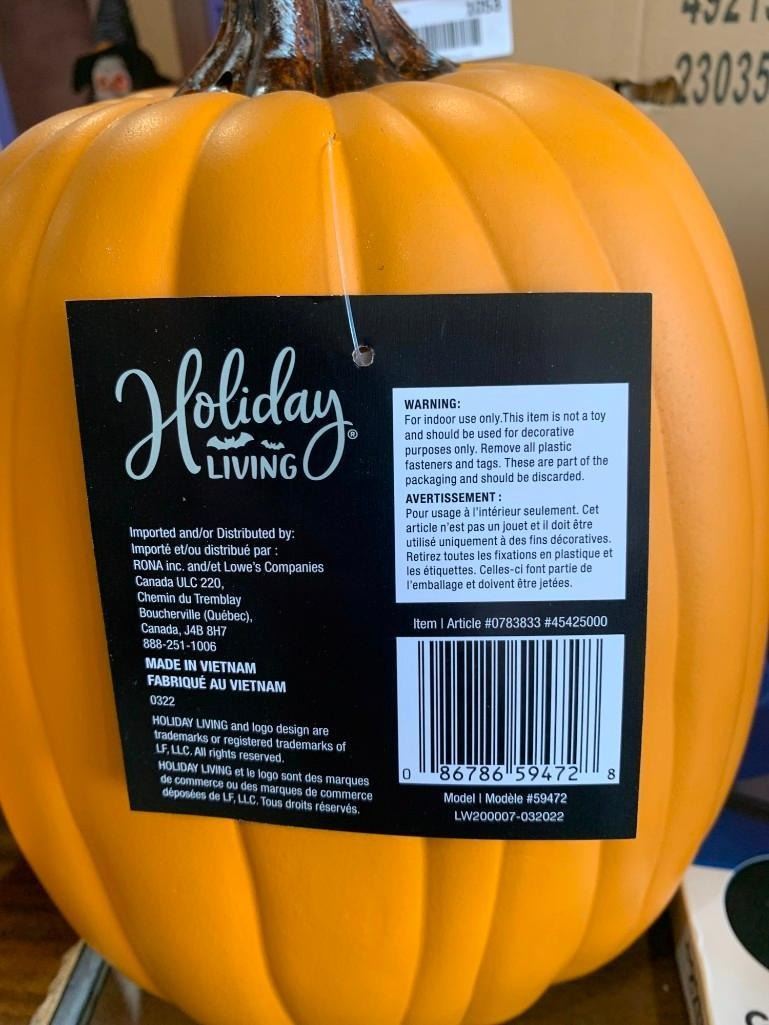 23035
Holiday
LIVING®
Imported and/or Distributed by:
Importé et/ou distribué par :
RONA inc. and/et Lowe's Companies
Canada ULC 220,
Chemin du Tremblay
Boucherville (Québec),
Canada, J4B 8H7
888-251-1006
MADE IN VIETNAM
FABRIQUÉ AU VIETNAM
0322
HOLIDAY LIVING and logo design are
trademarks or registered trademarks of
LF, LLC. All rights reserved.
HOLIDAY LIVING et le logo sont des marques
de commerce ou des marques de commerce
déposées de LF, LLC. Tous droits réservés.
WARNING:
For indoor use only.This item is not a toy
and should be used for decorative
purposes only. Remove all plastic
fasteners and tags. These are part of the
packaging and should be discarded.
AVERTISSEMENT :
Pour usage à l'intérieur seulement. Cet
article n'est pas un jouet et il doit être
utilisé uniquement à des fins décoratives.
Retirez toutes les fixations en plastique et
les étiquettes. Celles-ci font partie de
l'emballage et doivent être jetées.
Item | Article #0783833 #45425000
0 86786 59472 8
Model | Modèle #59472
LW200007-032022